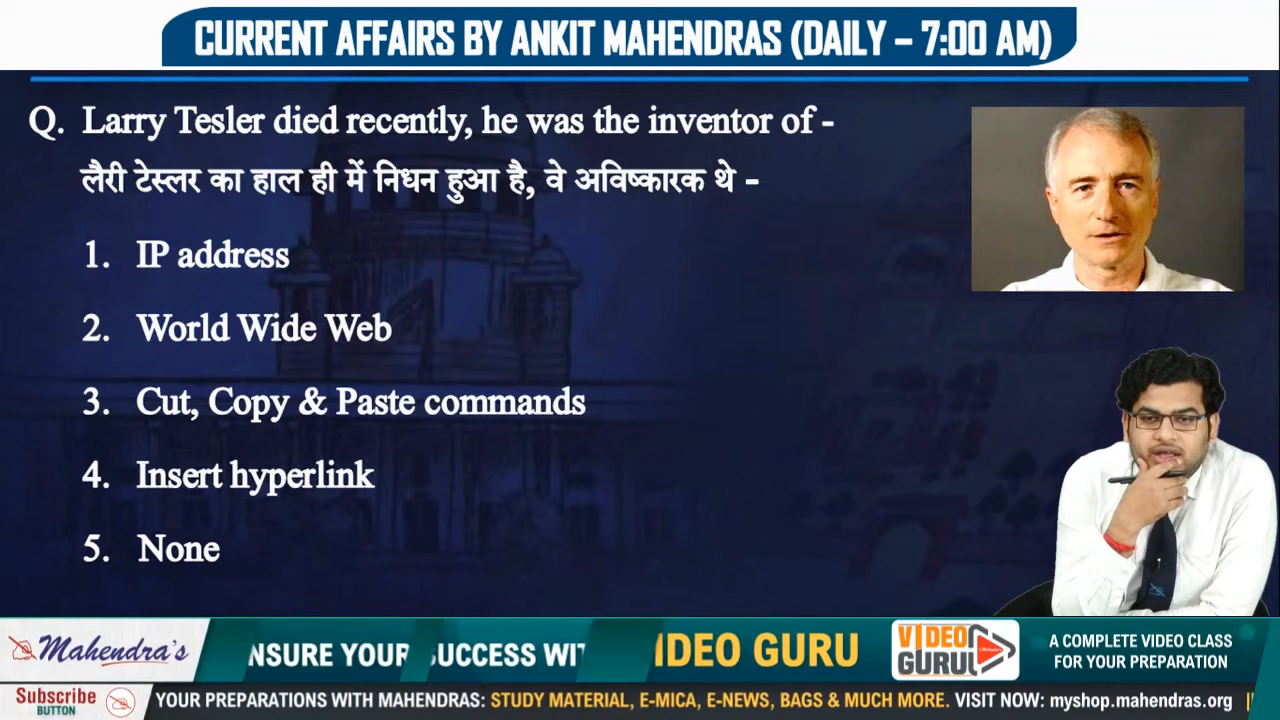 CURRENT AFFAIRS BY ANKIT MAHENDRAS (DAILY – 7:00 AM)
Q. Larry Tesler died recently, he was the inventor of -
लैरी टेस्लर का हाल ही में निधन हुआ है, वे अविष्कारक थे -
1. IP address
2. World Wide Web
3. Cut, Copy & Paste commands
4. Insert hyperlink
5. None
Mahendra's
NSURE YOUR SUCCESS WIT
IDEO GURU
VIDEO
GURU
A COMPLETE VIDEO CLASS
FOR YOUR PREPARATION
Subscribe
BUTTON
YOUR PREPARATIONS WITH MAHENDRAS: STUDY MATERIAL, E-MICA, E-NEWS, BAGS & MUCH MORE. VISIT NOW: myshop.mahendras.org